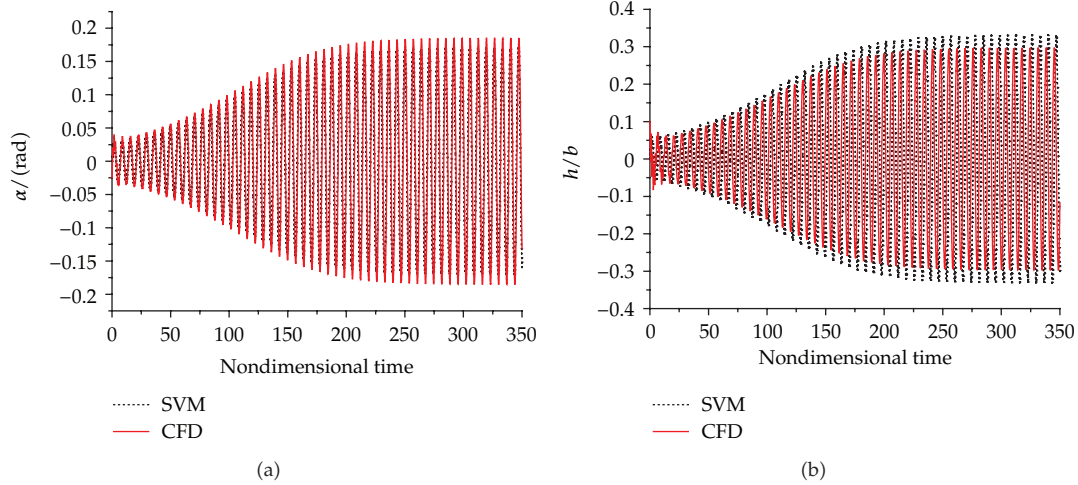 0.2
0.15
0.1
0.05
0
−0.05
−0.1
−0.15
−0.2
α/(rad)
0 50 100 150 200 250 300 350
Nondimensional time
SVM
CFD
(a)
0.4
0.3
0.2
0.1
0
−0.1
−0.2
−0.3
−0.4
h/b
0 50 100 150 200 250 300 350
Nondimensional time
SVM
CFD
(b)